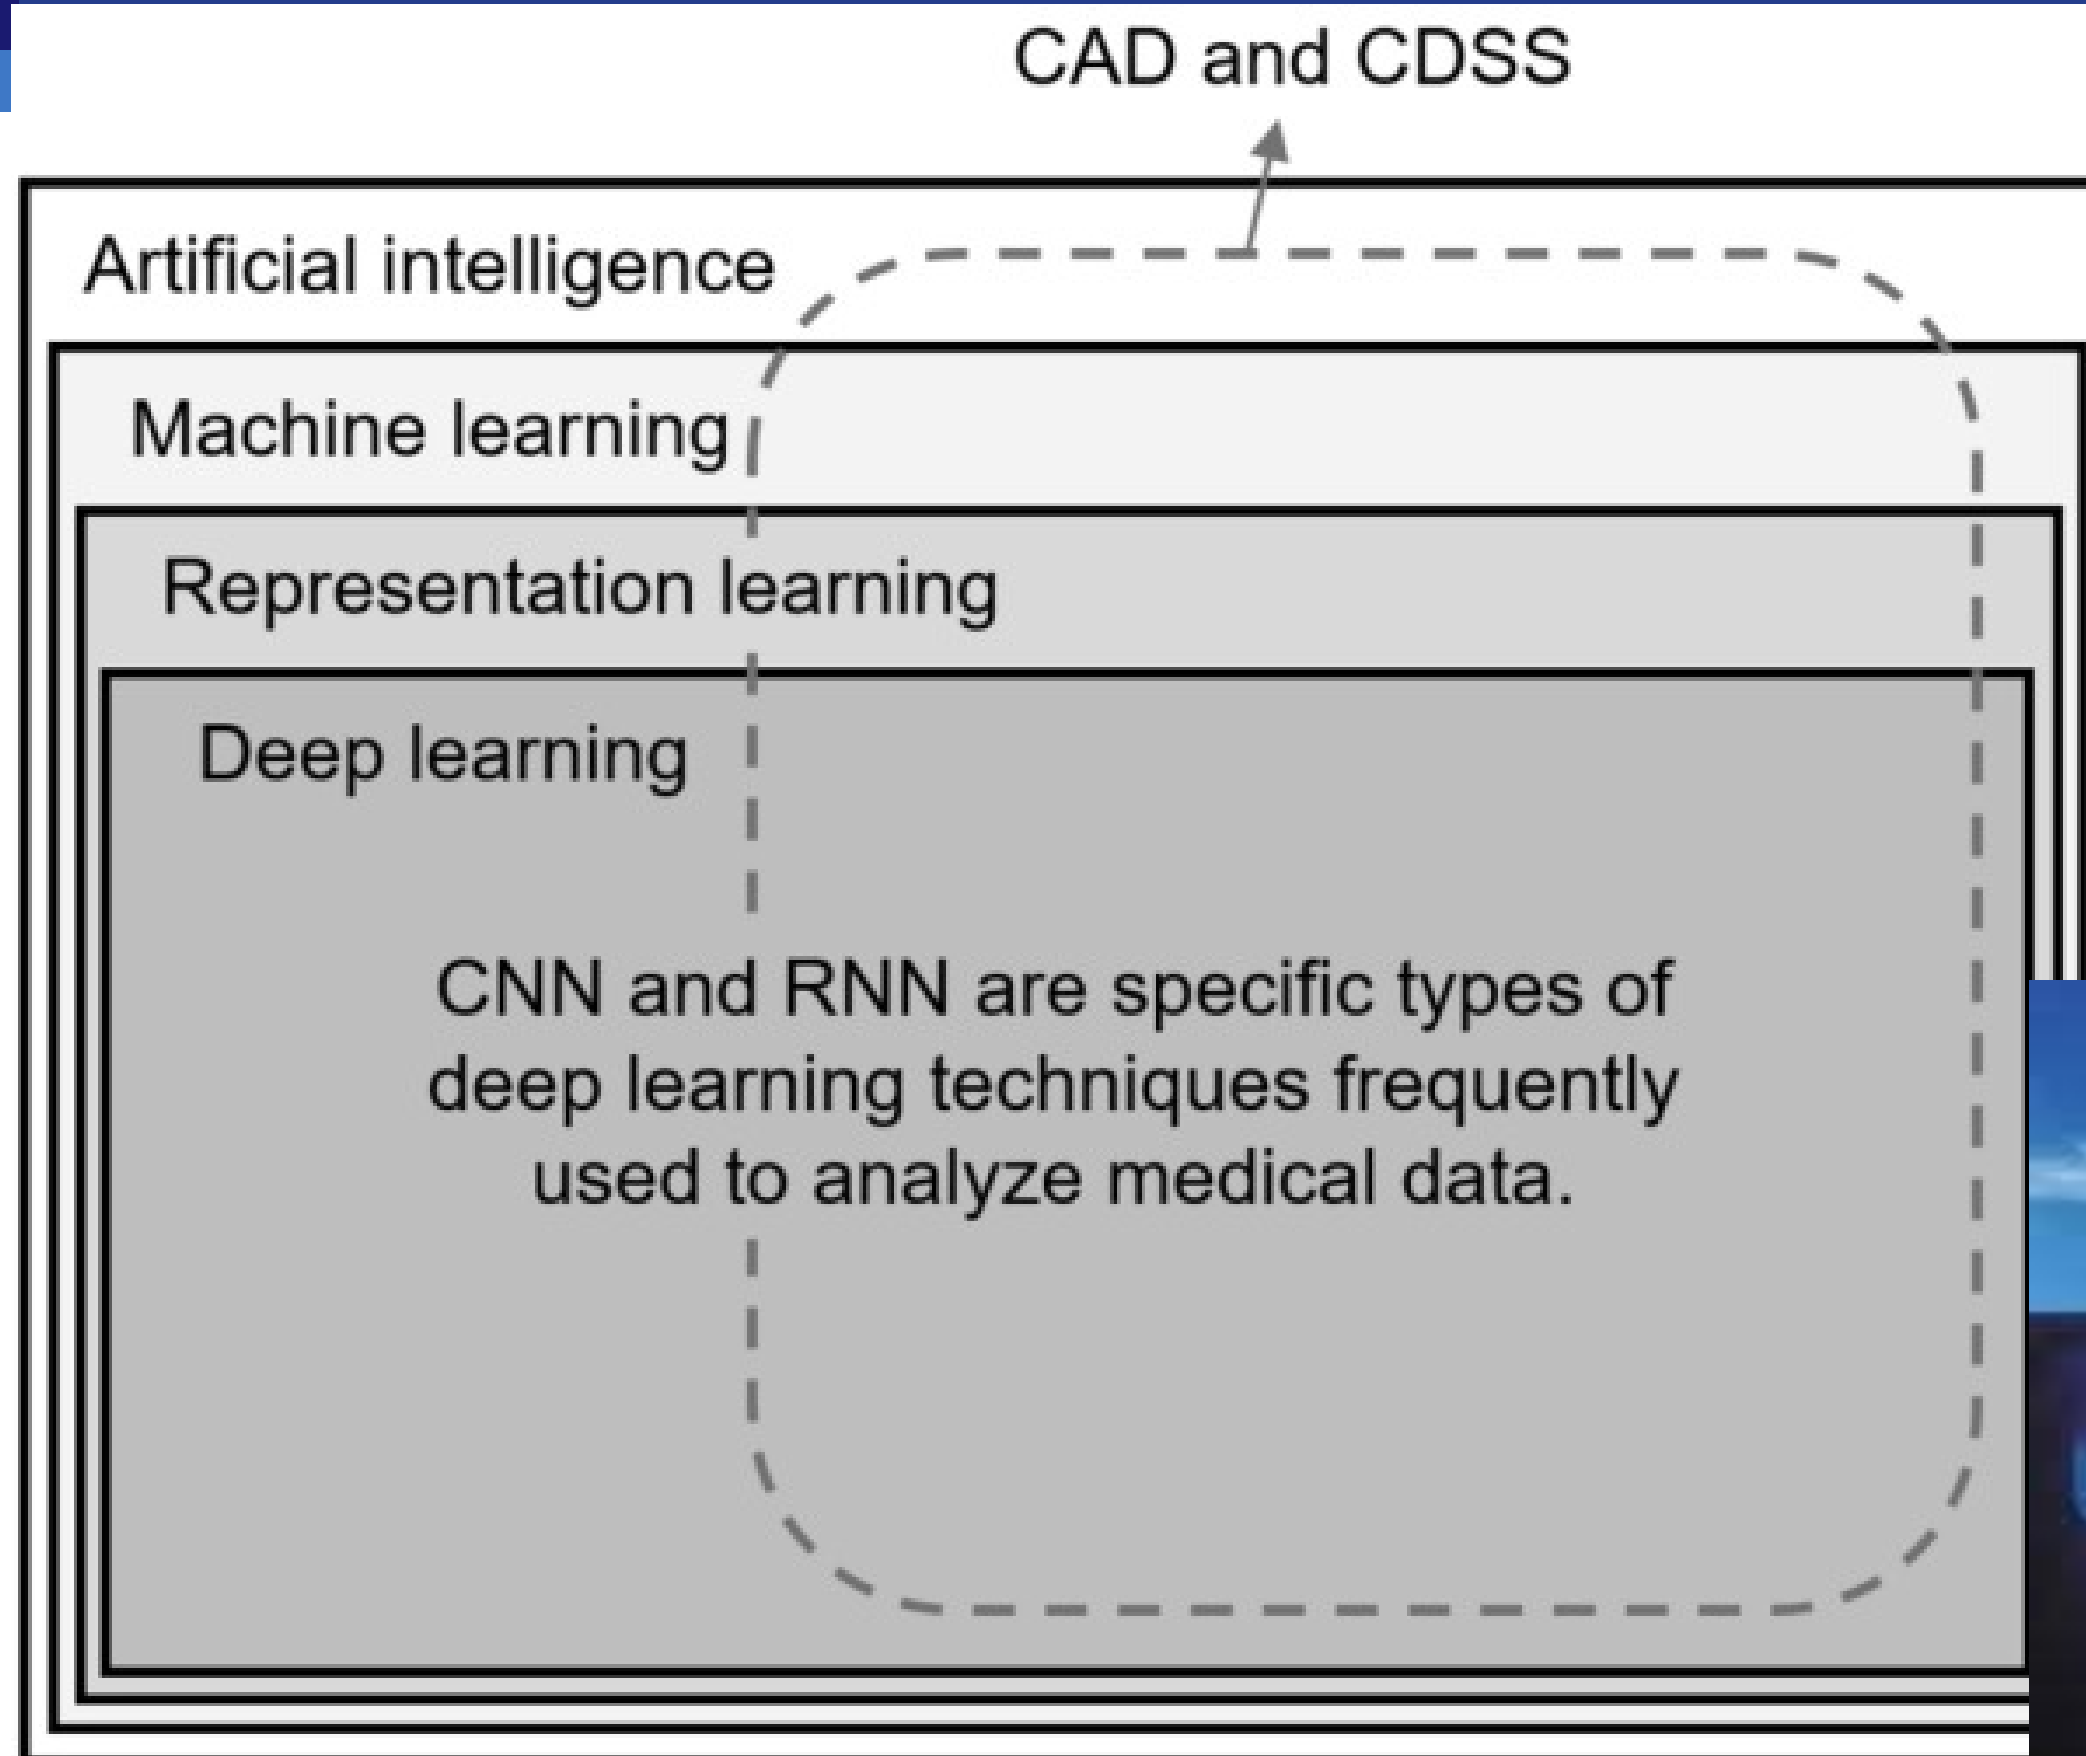 CAD and CDSS
Artificial intelligence
Machine learning
Representation learning
Deep learning
CNN and RNN are specific types of
deep learning techniques frequently
used to analyze medical data.